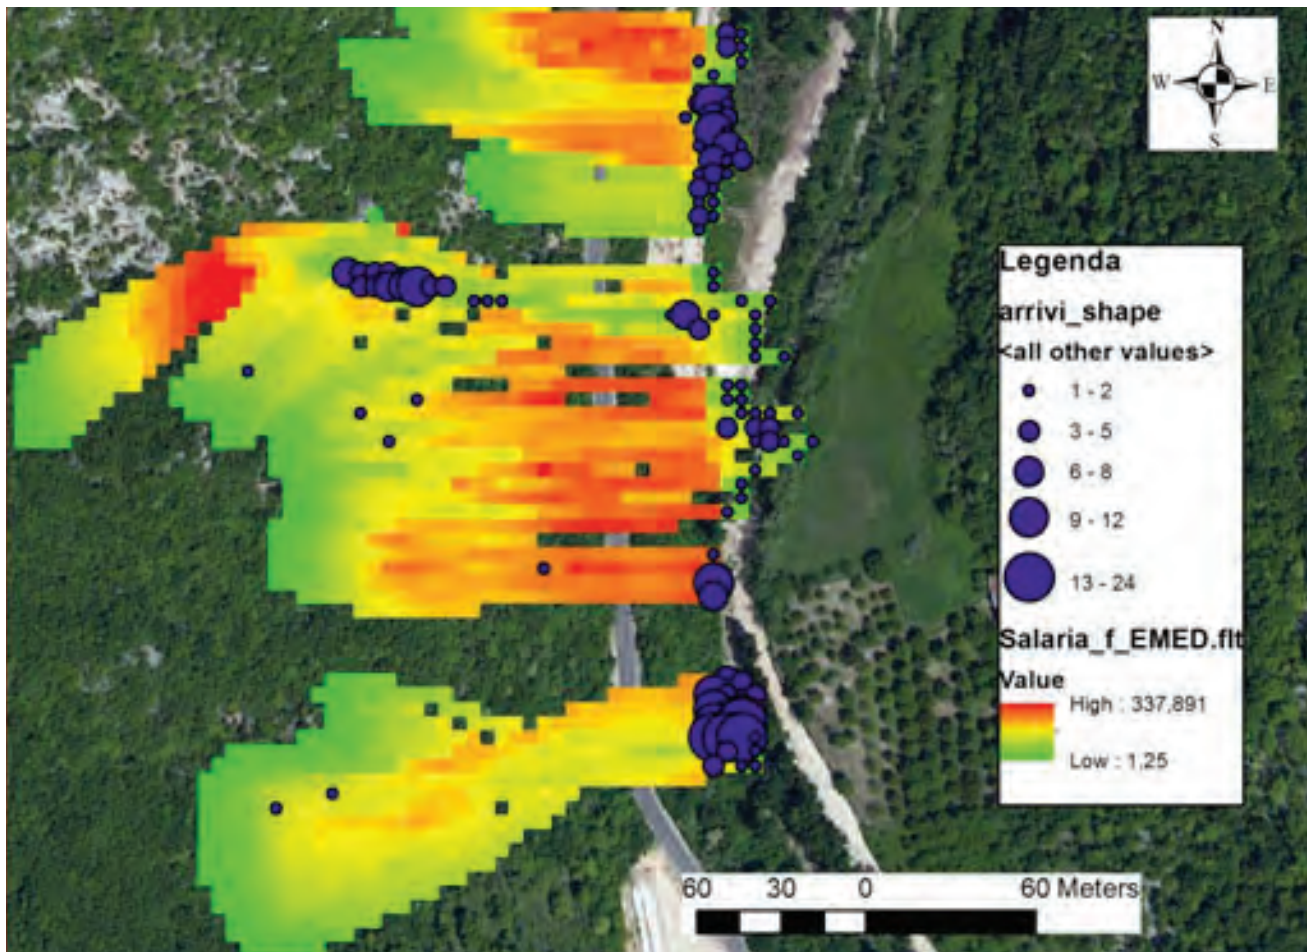 N
W E
S
Legenda
arrivi_shape
<all other values>
1 - 2
3 - 5
6 - 8
9 - 12
13 - 24
Salaria_f_EMED.flt
Value
High : 337,891
Low : 1,25
60 30 0 60 Meters